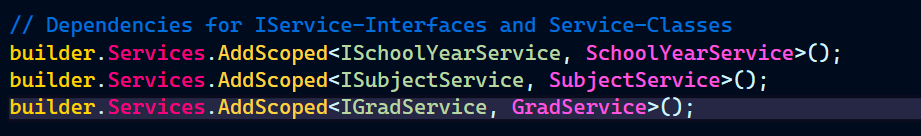 // Dependencies for IService-Interfaces and Service-Classes
builder.Services.AddScoped<ISchoolYearService, SchoolYearService>();
builder.Services.AddScoped<ISubjectService, SubjectService>();
builder.Services.AddScoped<IGradService, GradService>();